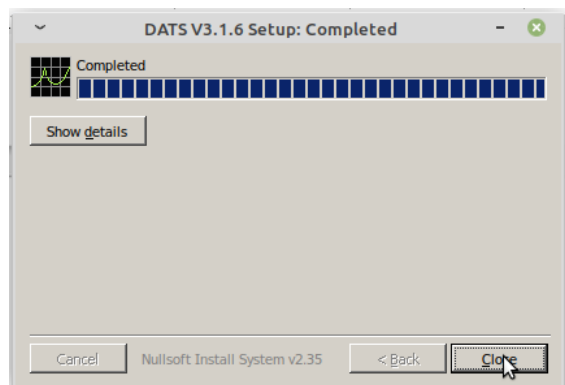 DATS V3.1.6 Setup: Completed
Completed
Show details
Cancel
Nullsoft Install System v2.35
< Back
Close